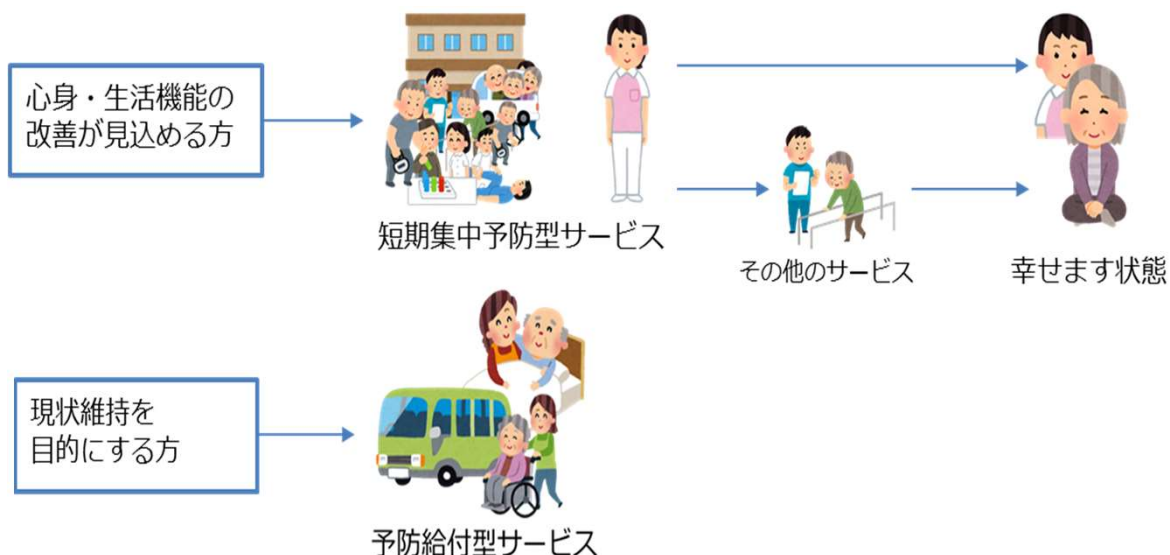 心身・生活機能の
改善が見込める方
短期集中予防型サービス
その他のサービス
幸せます状態
現状維持を
目的にする方
予防給付型サービス